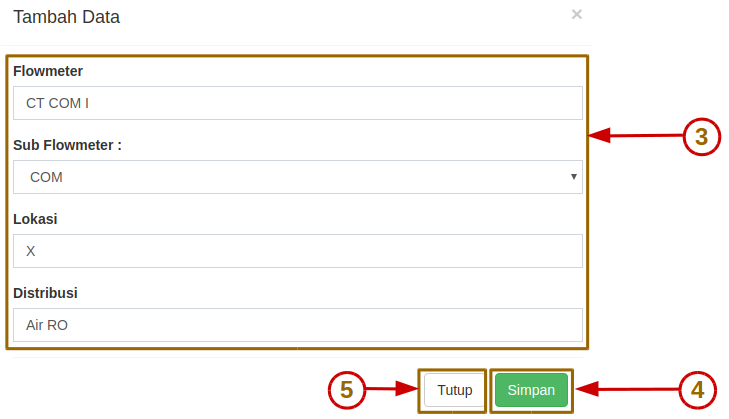 Tambah Data ×
Flowmeter
CT COM I
3
Sub Flowmeter :
COM
Lokasi
X
Distribusi
Air RO
5 Tutup Simpan 4